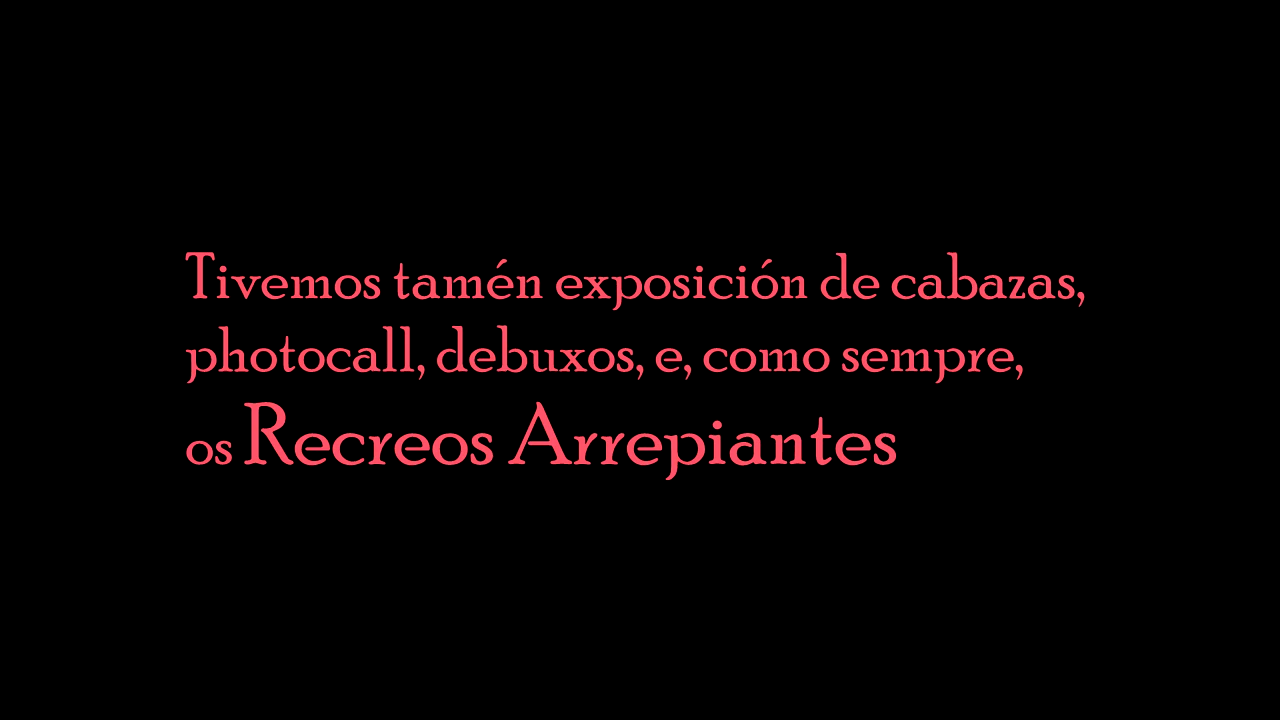 Tivemos tamén exposición de cabazas,
photocall, debuxos, e, como sempre,
os Recreos Arrepiantes